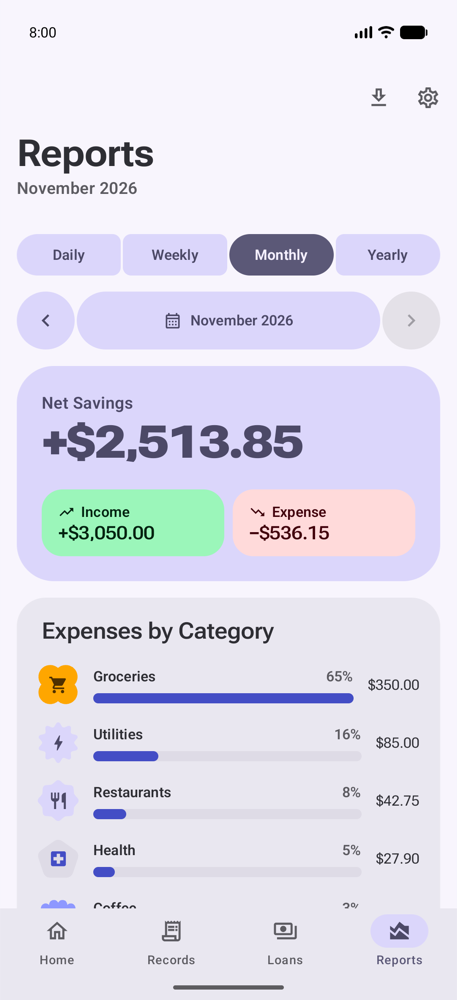 8:00
Reports
November 2026
Daily Weekly Monthly Yearly
November 2026
Net Savings
+$2,513.85
Income Expense
+$3,050.00 −$536.15
Expenses by Category
Groceries 65% $350.00
Utilities 16% $85.00
Restaurants 8% $42.75
Health 5% $27.90
Coffee 3%
Home Records Loans Reports